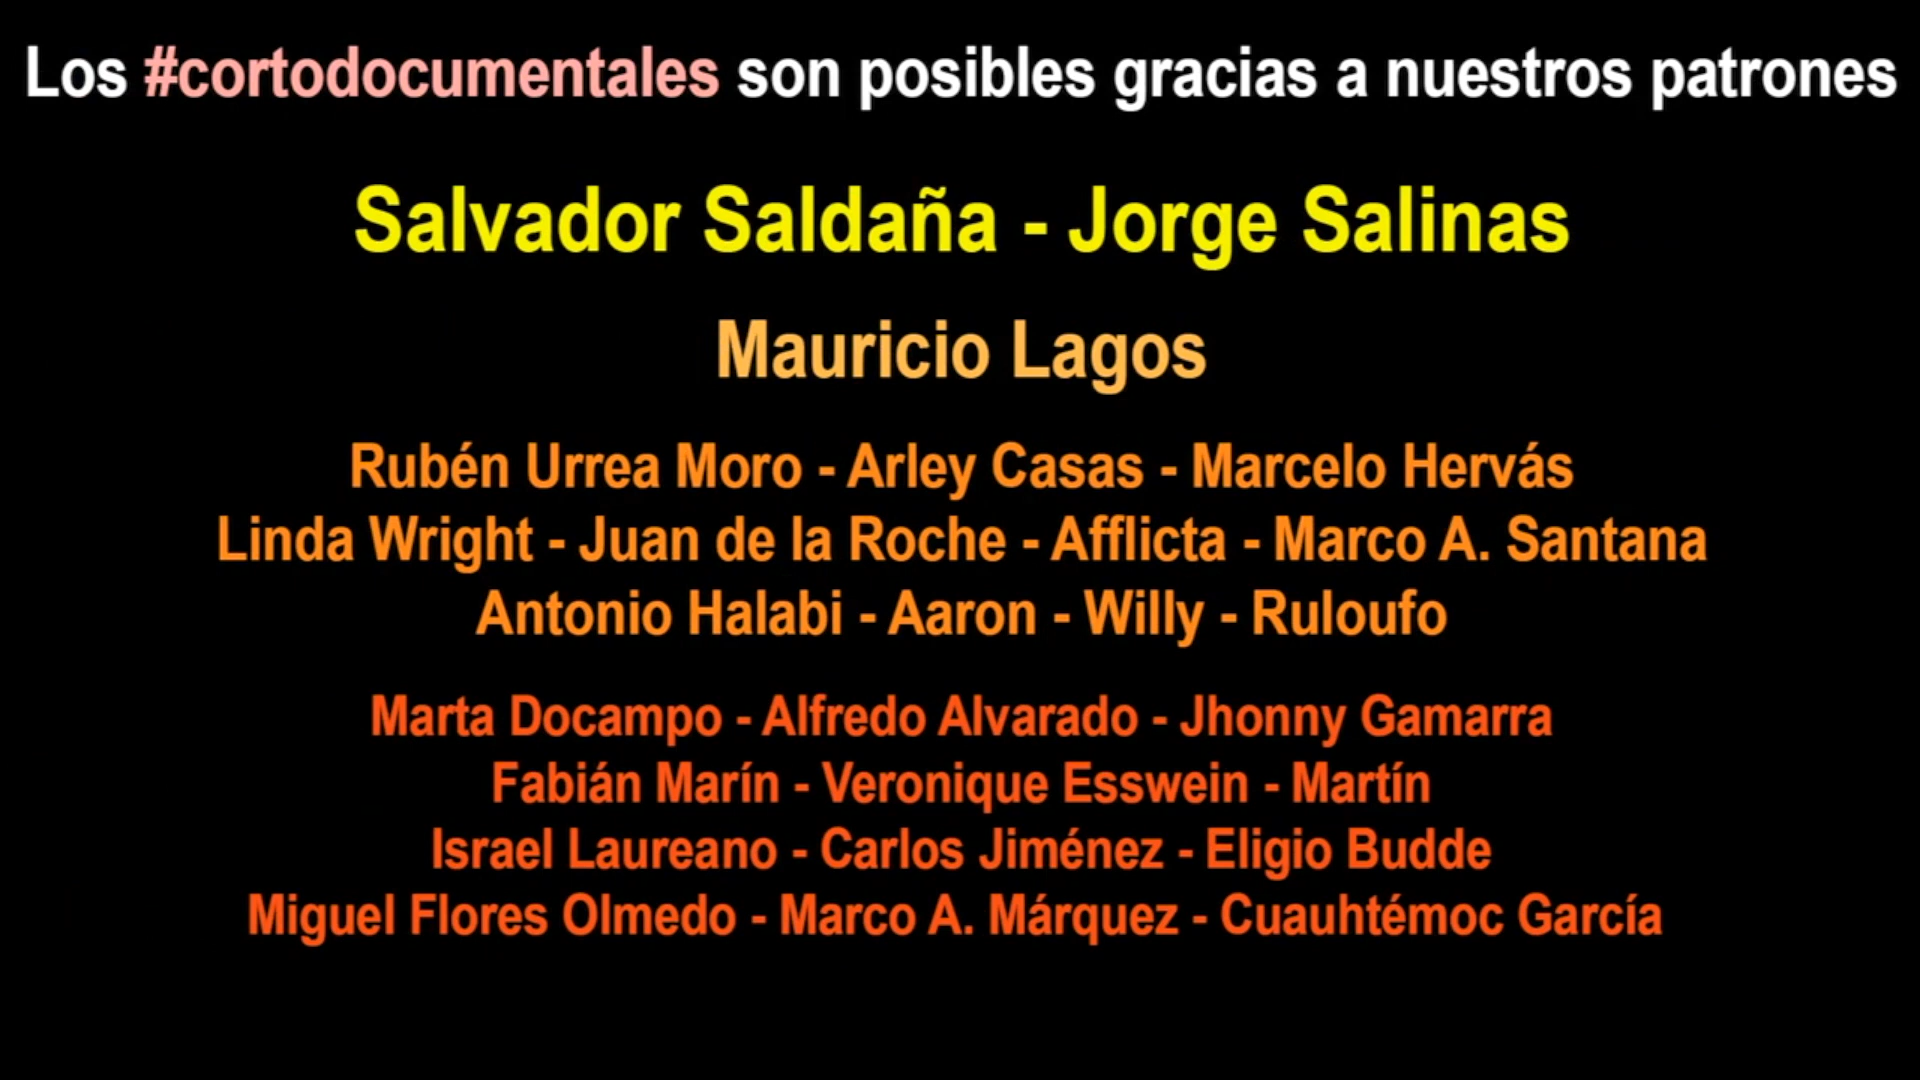 Los #cortodocumentales son posibles gracias a nuestros patrones
Salvador Saldaña - Jorge Salinas
Mauricio Lagos
Rubén Urrea Moro - Arley Casas - Marcelo Hervás
Linda Wright - Juan de la Roche - Afflicta - Marco A. Santana
Antonio Halabi - Aaron - Willy - Ruloufo
Marta Docampo - Alfredo Alvarado - Jhonny Gamarra
Fabián Marín - Veronique Esswein - Martín
Israel Laureano - Carlos Jiménez - Eligio Budde
Miguel Flores Olmedo - Marco A. Márquez - Cuauhtémoc García